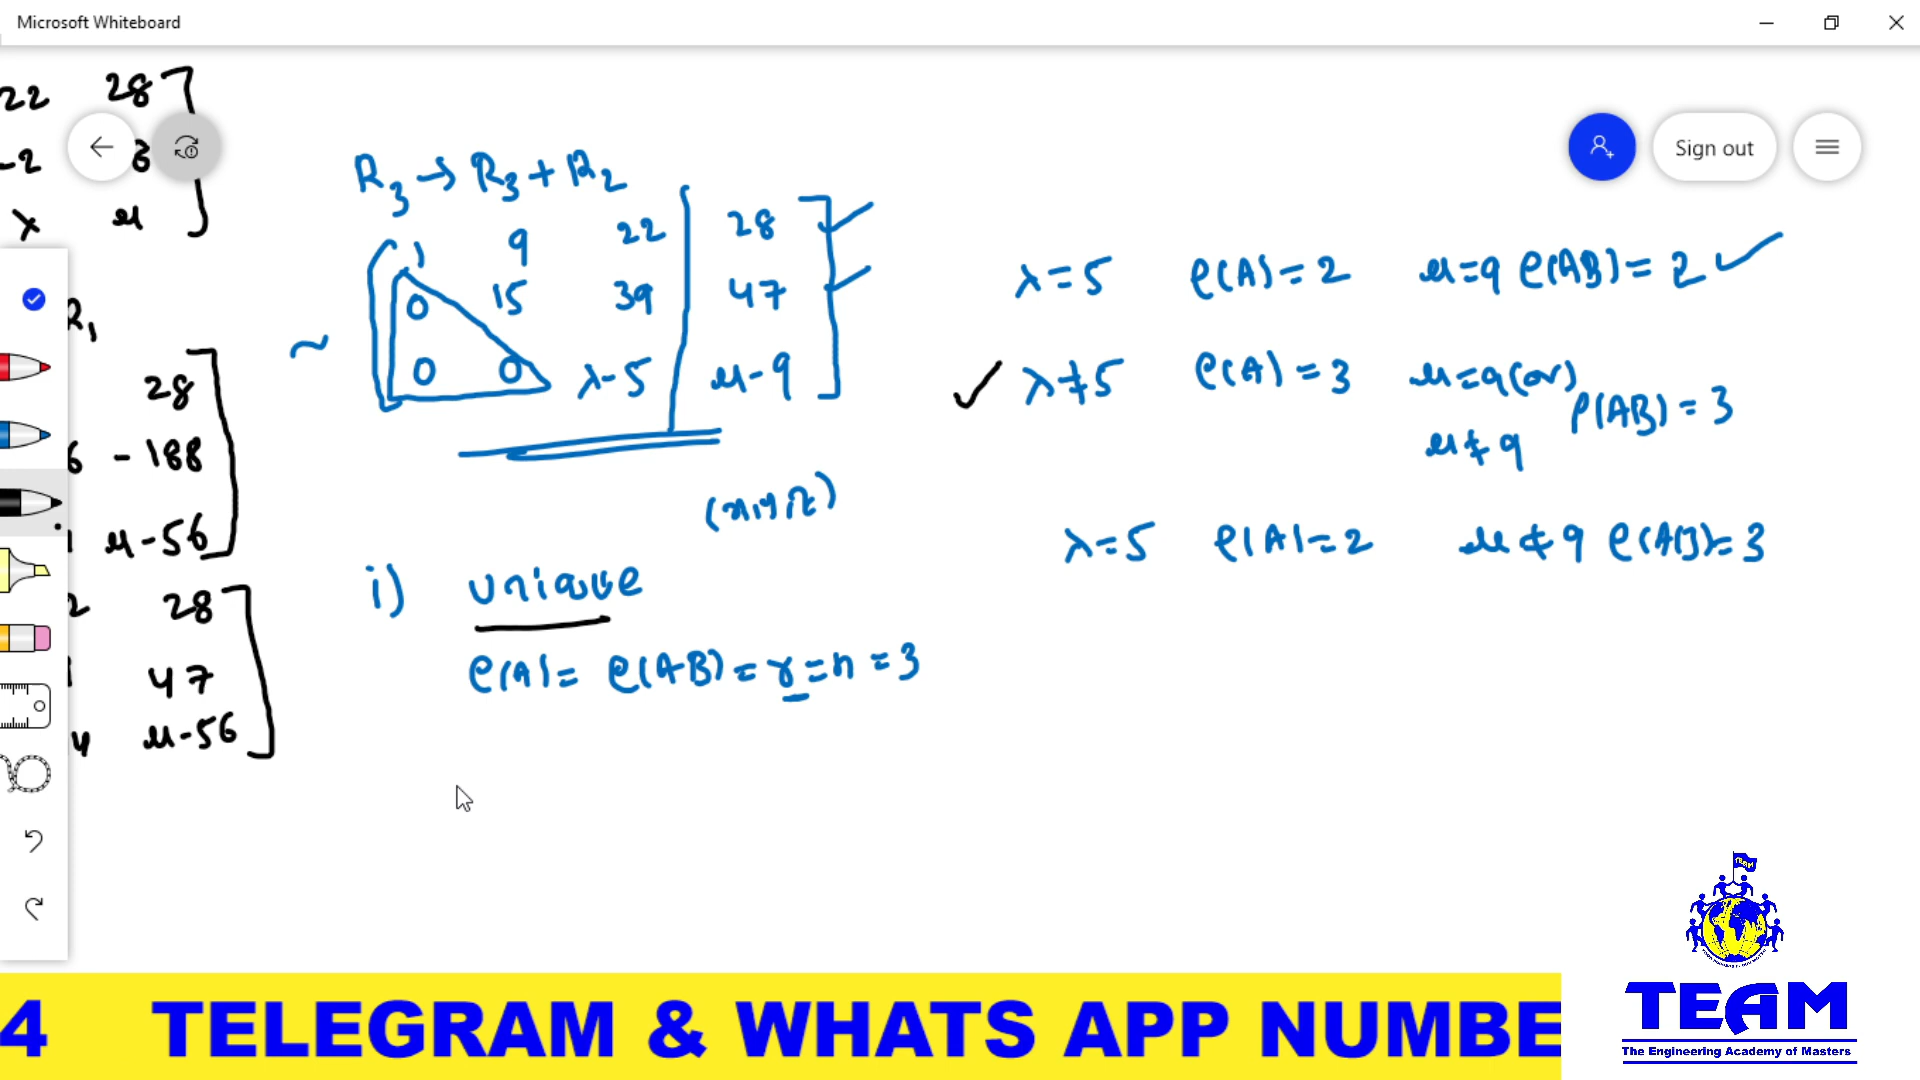 Microsoft Whiteboard
Sign out
22 28
-2
λ μ
R1
28
6 -188
μ-56
2 28
47
4 μ-56
R3 → R3 + R2
~
1 9 22 | 28
0 15 39 | 47
0 0 λ-5 | μ-9
(x,y,z)
i) unique
ρ(A) = ρ(AB) = r = n = 3
λ = 5 ρ(A) = 2 μ = 9 ρ(AB) = 2 ✓
✓ λ ≠ 5 ρ(A) = 3 μ = 9 (or)
μ ≠ 9 ρ(AB) = 3
λ = 5 ρ(A) = 2 μ ≠ 9 ρ(AB) = 3
4 TELEGRAM & WHATS APP NUMBE
TEAM
The Engineering Academy of Masters